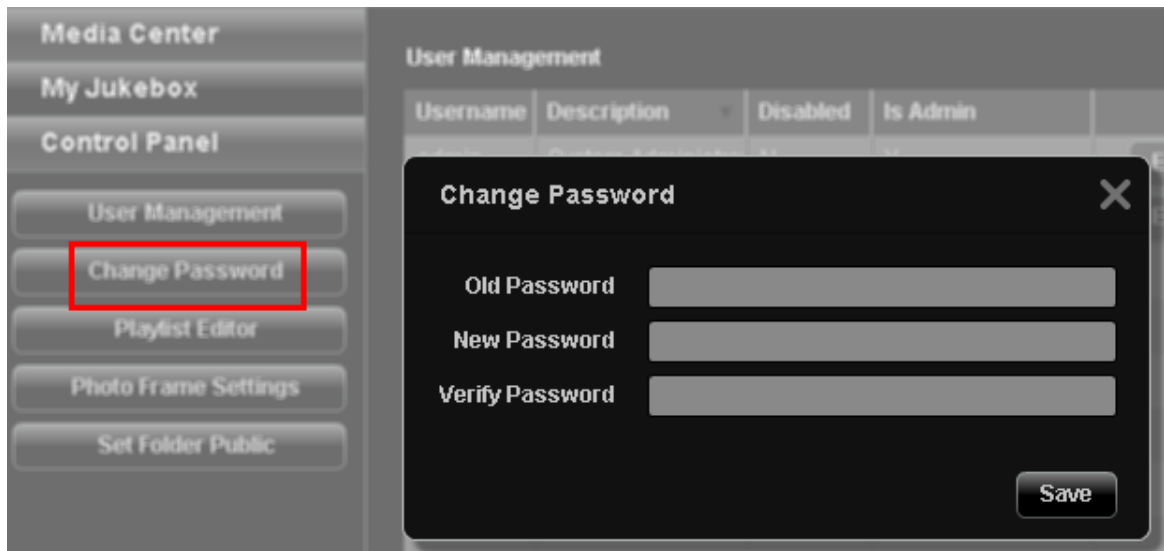 Media Center
My Jukebox
Control Panel
User Management
Change Password
Playlist Editor
Photo Frame Settings
Set Folder Public
User Management
Username Description Disabled Is Admin
Change Password
Old Password
New Password
Verify Password
Save